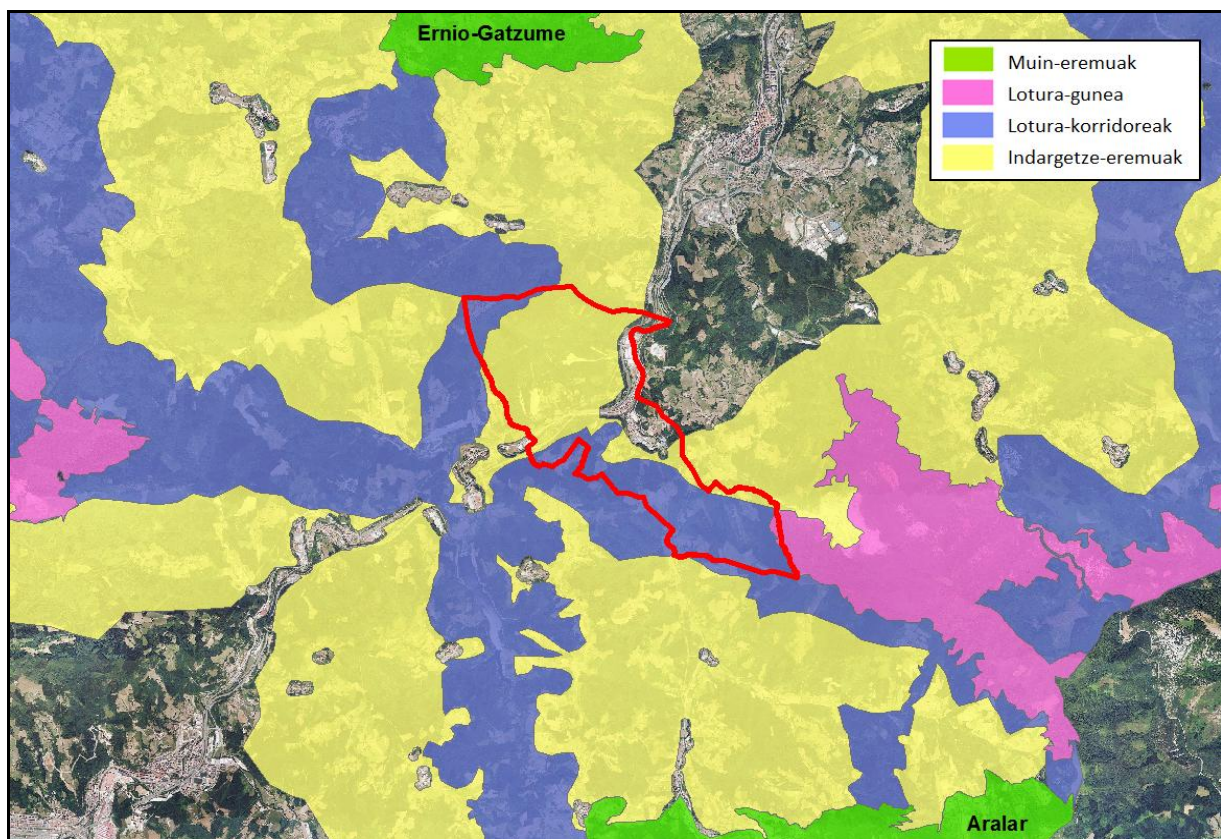 Ernio-Gatzume
Muin-eremuak
Lotura-gunea
Lotura-korridoreak
Indargetze-eremuak
Aralar